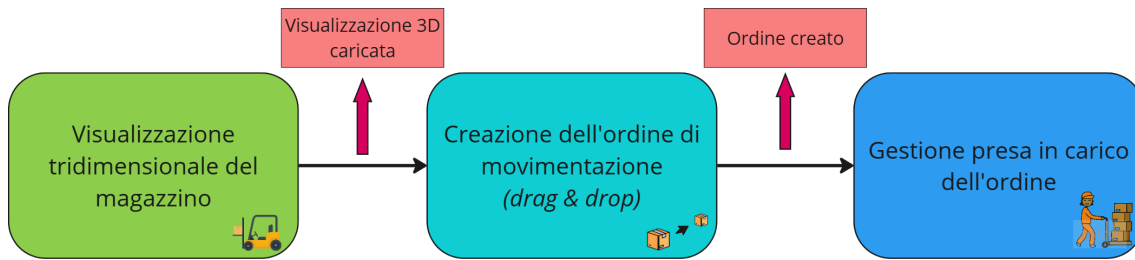 Visualizzazione 3D
caricata
Ordine creato
Visualizzazione
tridimensionale del
magazzino
Creazione dell'ordine di
movimentazione
(drag & drop)
Gestione presa in carico
dell'ordine